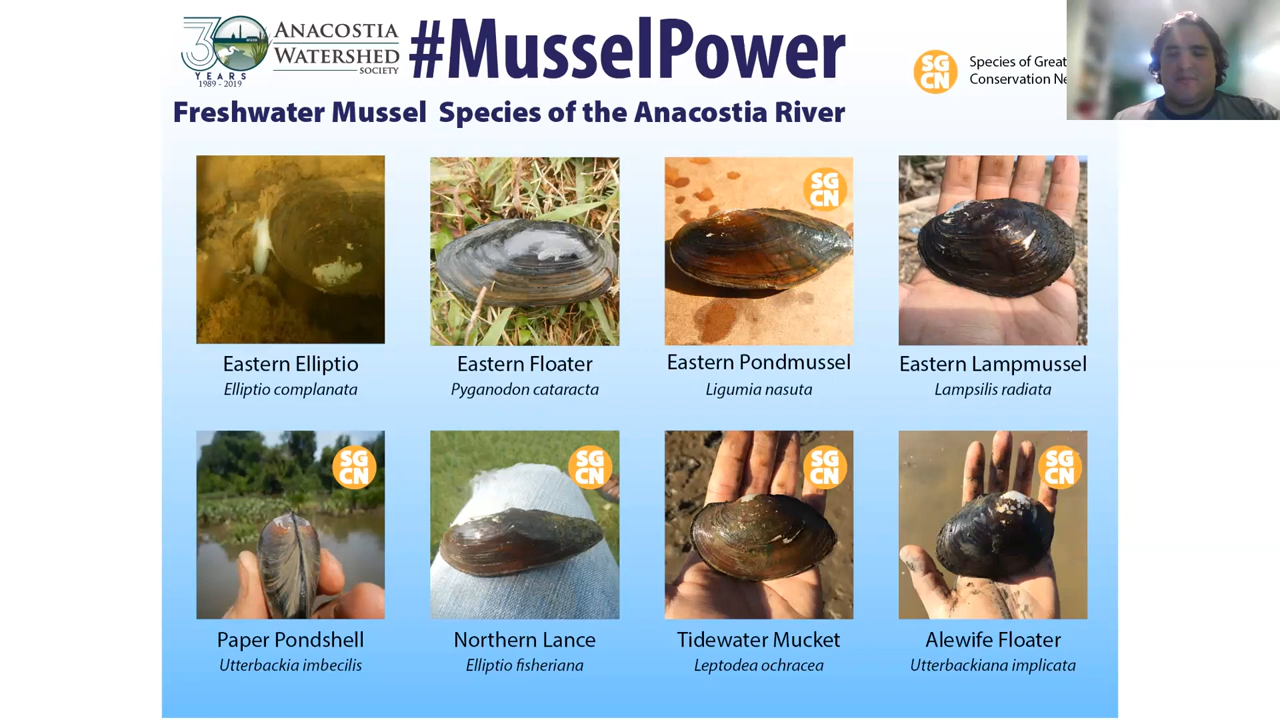 30
YEARS
1989 - 2019
ANACOSTIA
WATERSHED
SOCIETY
#MusselPower
SG
CN
Species of Great
Conservation Ne
Freshwater Mussel Species of the Anacostia River
SG
CN
Eastern Elliptio
Elliptio complanata
Eastern Floater
Pyganodon cataracta
Eastern Pondmussel
Ligumia nasuta
Eastern Lampmussel
Lampsilis radiata
SG
CN
SG
CN
SG
CN
SG
CN
Paper Pondshell
Utterbackia imbecilis
Northern Lance
Elliptio fisheriana
Tidewater Mucket
Leptodea ochracea
Alewife Floater
Utterbackiana implicata